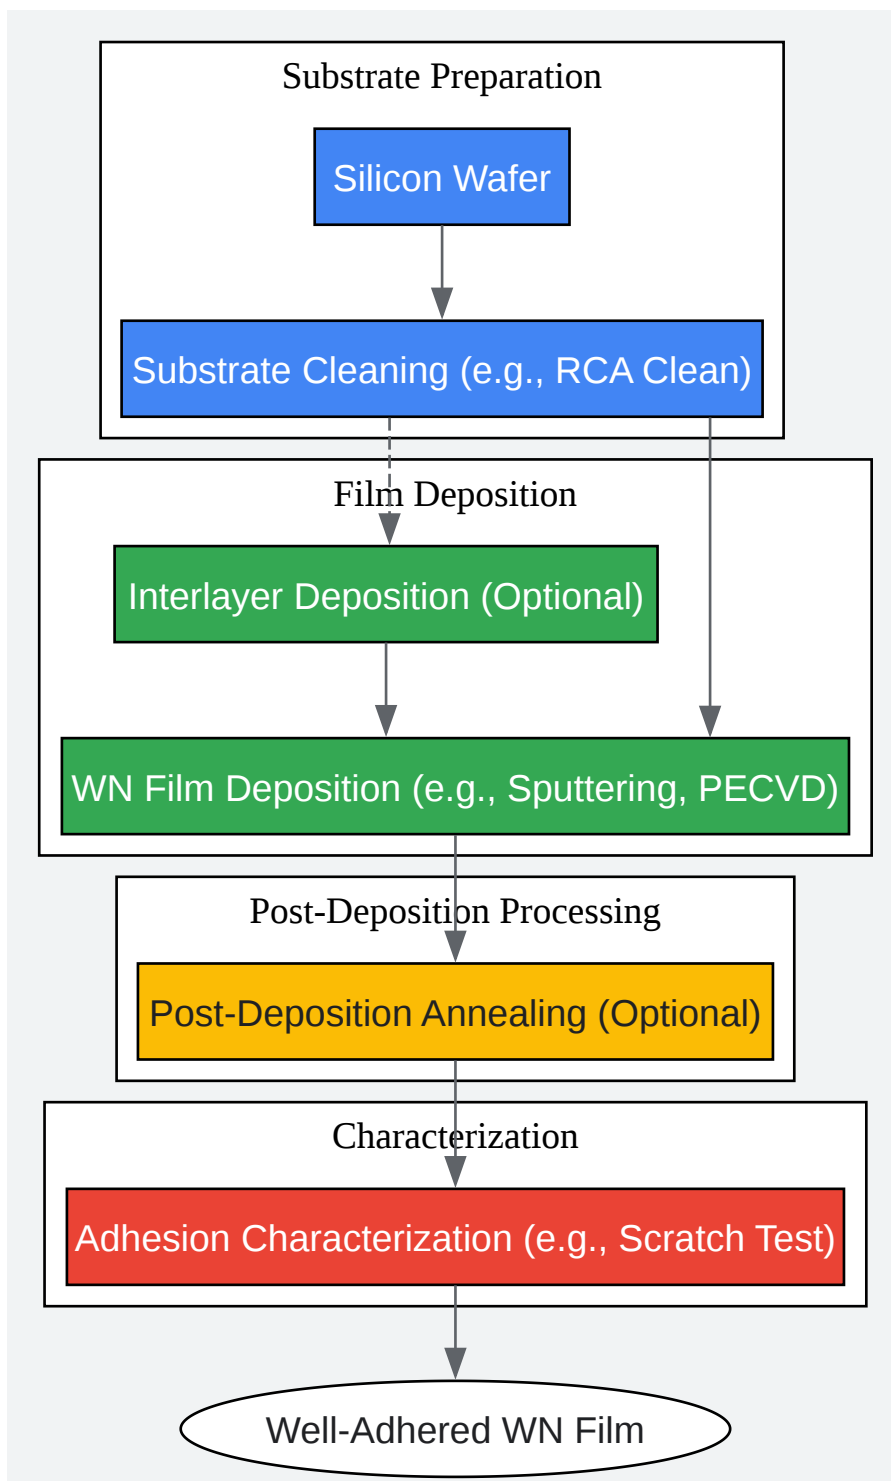 Substrate Preparation
Silicon Wafer
Substrate Cleaning (e.g., RCA Clean)
Film Deposition
Interlayer Deposition (Optional)
WN Film Deposition (e.g., Sputtering, PECVD)
Post-Deposition Processing
Post-Deposition Annealing (Optional)
Characterization
Adhesion Characterization (e.g., Scratch Test)
Well-Adhered WN Film